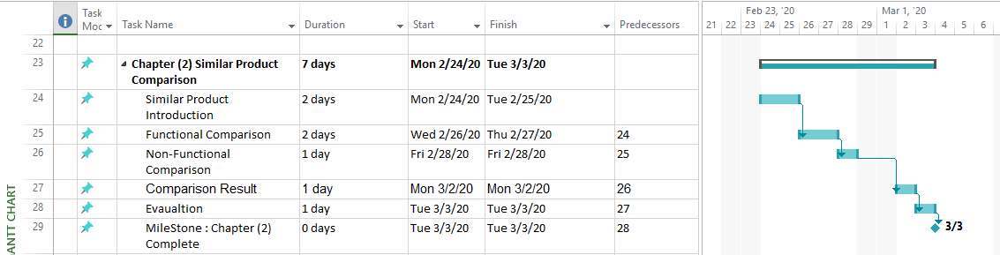 Task Moc Task Name Duration Start Finish Predecessors
Feb 23, '20 Mar 1, '20
21 22 23 24 25 26 27 28 29 1 2 3 4 5 6 7
22
23 Chapter (2) Similar Product Comparison 7 days Mon 2/24/20 Tue 3/3/20
24 Similar Product Introduction 2 days Mon 2/24/20 Tue 2/25/20
25 Functional Comparison 2 days Wed 2/26/20 Thu 2/27/20 24
26 Non-Functional Comparison 1 day Fri 2/28/20 Fri 2/28/20 25
27 Comparison Result 1 day Mon 3/2/20 Mon 3/2/20 26
28 Evaualtion 1 day Tue 3/3/20 Tue 3/3/20 27
29 MileStone : Chapter (2) Complete 0 days Tue 3/3/20 Tue 3/3/20 28
3/3
ANTT CHART